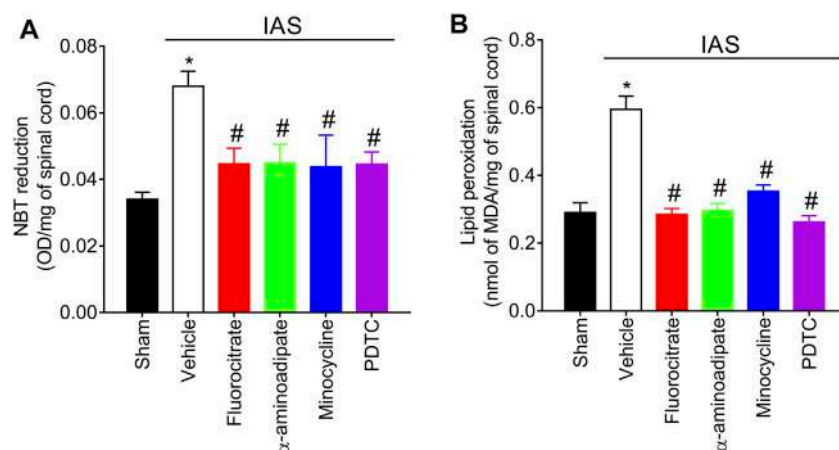 A
IAS
NBT reduction
(OD/mg of spinal cord)
0.08
0.06
0.04
0.02
0.00
*
#
#
#
#
Sham
Vehicle
Fluorocitrate
α-aminoadipate
Minocycline
PDTC
B
IAS
Lipid peroxidation
(nmol of MDA/mg of spinal cord)
0.8
0.6
0.4
0.2
0.0
*
#
#
#
#
Sham
Vehicle
Fluorocitrate
α-aminoadipate
Minocycline
PDTC